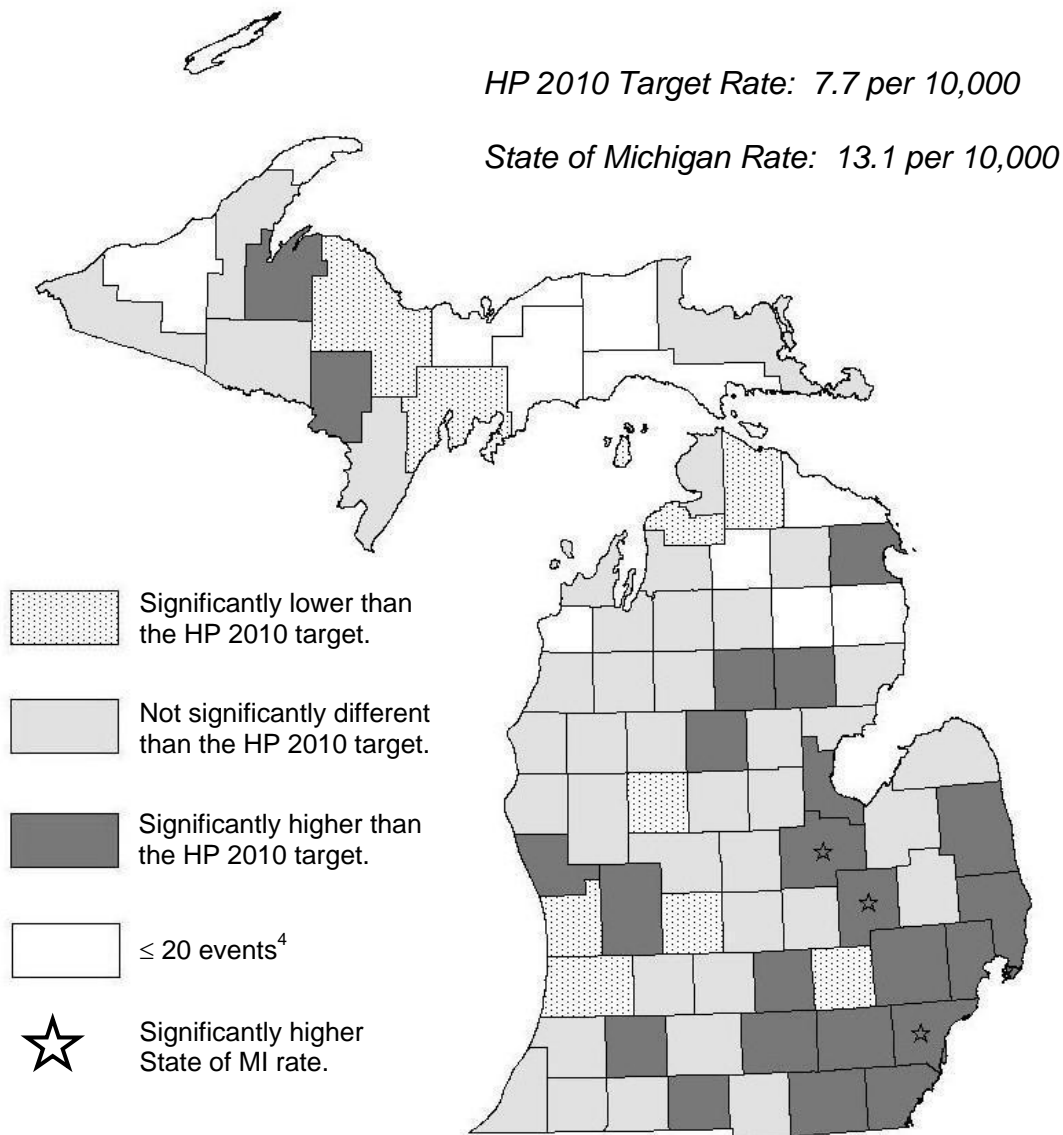 HP 2010 Target Rate: 7.7 per 10,000
State of Michigan Rate: 13.1 per 10,000
Significantly lower than
the HP 2010 target.
Not significantly different
than the HP 2010 target.
Significantly higher than
the HP 2010 target.
≤ 20 events⁴
Significantly higher
State of MI rate.